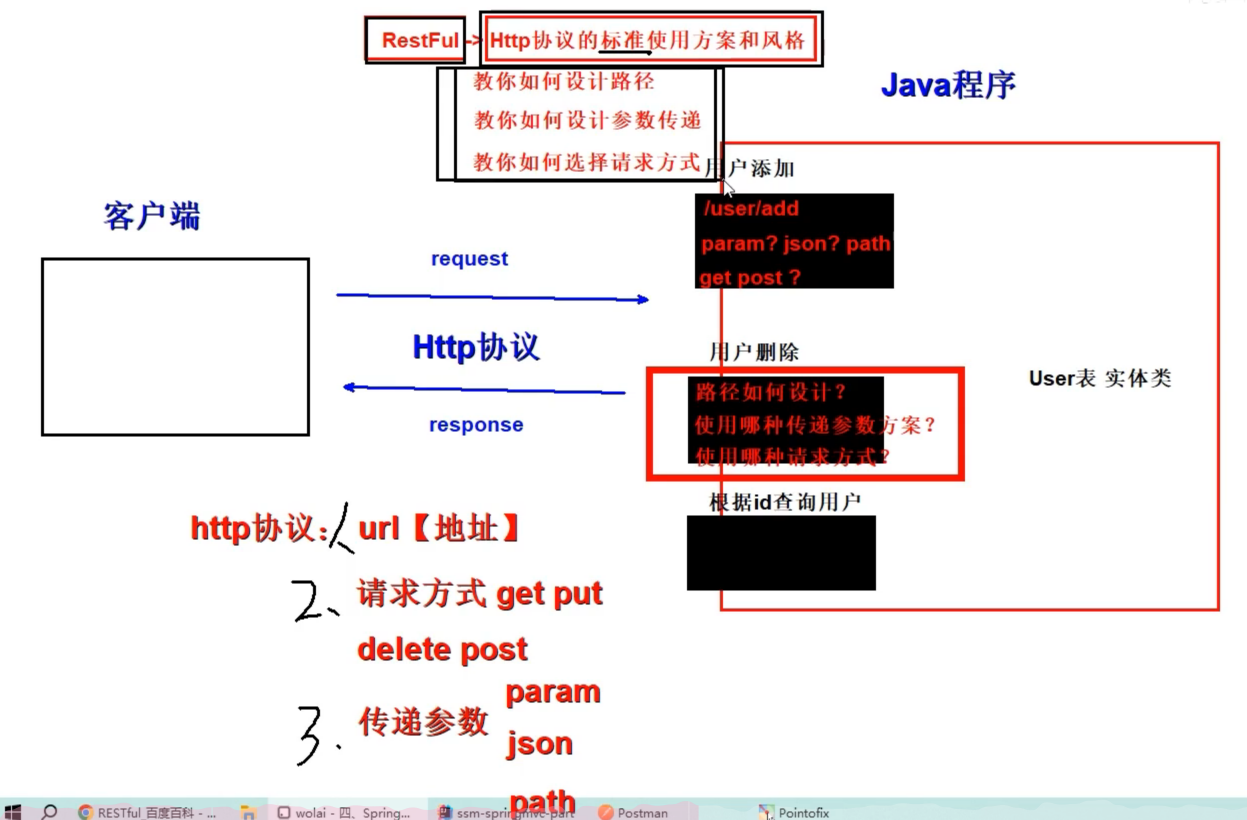 RestFul -> Http协议的标准使用方案和风格
教你如何设计路径
教你如何设计参数传递
教你如何选择请求方式
Java程序
用户添加
/user/add
param? json? path
get post ?
客户端
request
Http协议
response
用户删除
路径如何设计?
使用哪种传递参数方案?
使用哪种请求方式?
User表 实体类
根据id查询用户
http协议: 1、url【地址】
2、请求方式 get put
delete post
3、传递参数 param
json
path
RESTful_百度百科 - ...
wolai - 四、Spring...
ssm-springmvc-part
Postman
Pointofix